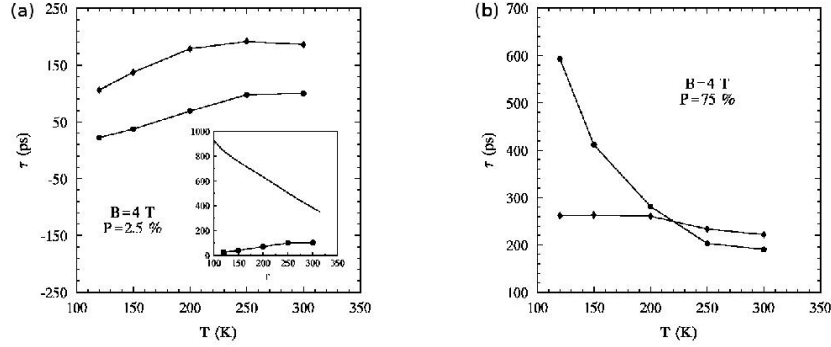 (a)
250
150
50
-50
-150
-250
τ (ps)
B=4 T
P=2.5 %
1000
800
600
400
200
0
100 150 200 250 300 350
τ
100 150 200 250 300 350
T (K)
(b)
700
600
500
400
300
200
100
τ (ps)
B=4 T
P=75 %
100 150 200 250 300 350
T (K)